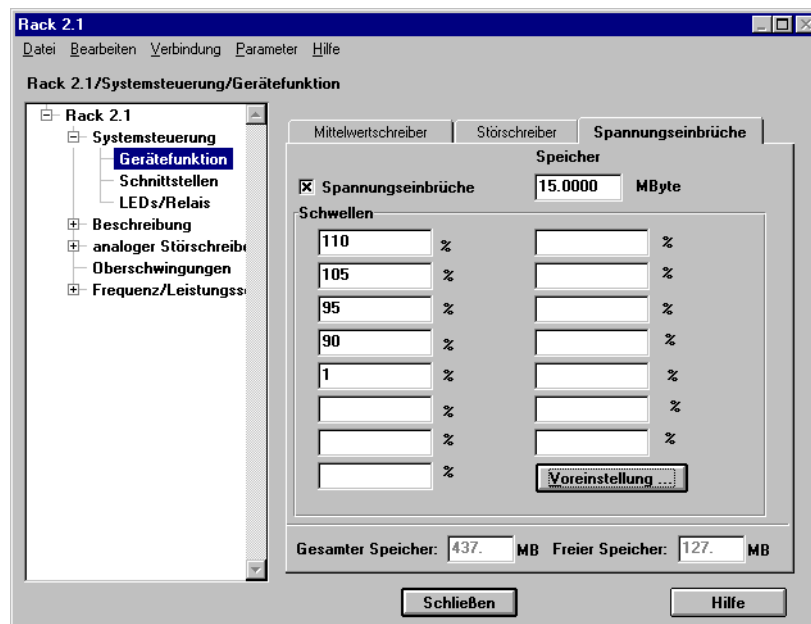 Rack 2.1
Datei Bearbeiten Verbindung Parameter Hilfe
Rack 2.1/Systemsteuerung/Gerätefunktion
Rack 2.1
Systemsteuerung
Gerätefunktion
Schnittstellen
LEDs/Relais
Beschreibung
analoger Störschreibe
Oberschwingungen
Frequenz/Leistungss
Mittelwertschreiber Störschreiber Spannungseinbrüche
Speicher
Spannungseinbrüche 15.0000 MByte
Schwellen
110 % %
105 % %
95 % %
90 % %
1 % %
% %
% %
% Voreinstellung ...
Gesamter Speicher: 437. MB Freier Speicher: 127. MB
Schließen Hilfe